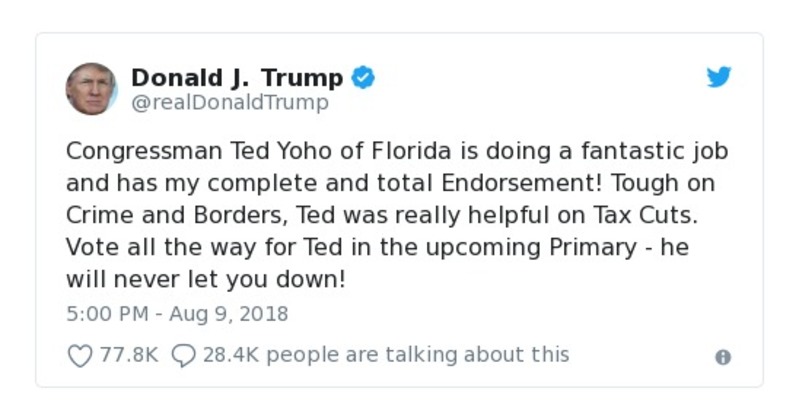 Donald J. Trump
@realDonaldTrump
Congressman Ted Yoho of Florida is doing a fantastic job
and has my complete and total Endorsement! Tough on
Crime and Borders, Ted was really helpful on Tax Cuts.
Vote all the way for Ted in the upcoming Primary - he
will never let you down!
5:00 PM - Aug 9, 2018
77.8K 28.4K people are talking about this